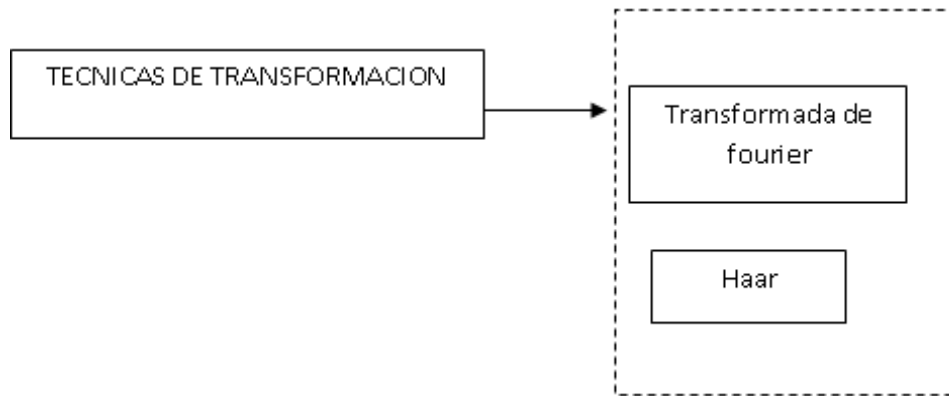 TECNICAS DE TRANSFORMACION
Transformada de
fourier
Haar